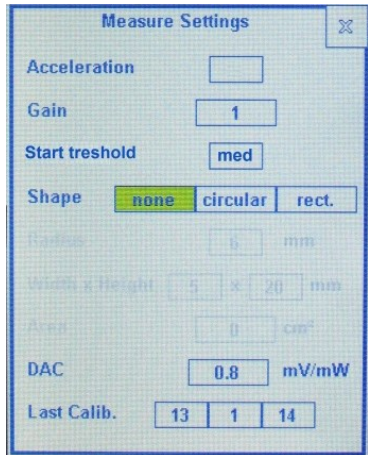 Measure Settings X
Acceleration
Gain 1
Start treshold med
Shape none circular rect.
Radius 6 mm
Width x Height 5 x 20 mm
Area 0 cm²
DAC 0.8 mV/mW
Last Calib. 13 1 14